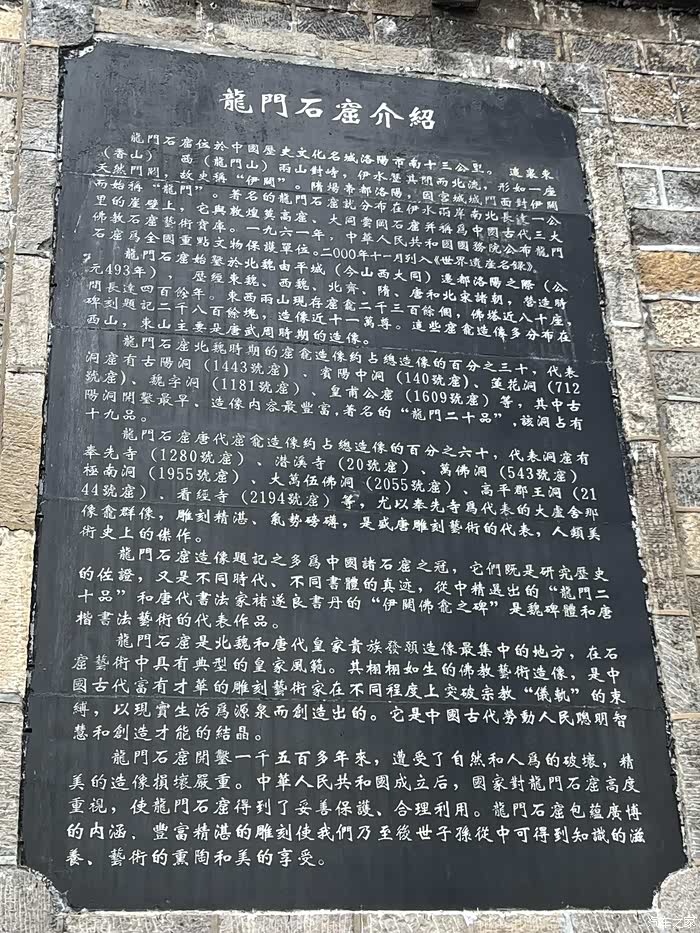 龍門石窟介紹
龍門石窟位於中國歷史文化名城洛陽市南十三公里。這裏東
（香山）、西（龍門山）兩山對峙，伊水鑿其間而北流，形如一座
天然門闕，故史稱“伊闕”。隋煬帝都洛陽，因宮城城門面對伊闕
而始稱“龍門”。著名的龍門石窟就分布在伊水兩岸南北長達一公
里的崖壁上，它與敦煌莫高窟、大同雲岡石窟并稱爲中國古代三大
佛教石窟藝術寶庫。一九六一年，中華人民共和國國務院公布龍門
石窟爲全國重點文物保護單位。二000年十一月列入《世界遺產名錄》。
龍門石窟始鑿於北魏由平城（今山西大同）遷都洛陽之際（公
元493年），歷經東魏、西魏、北齊、隋、唐和北宋諸朝，營造時
間長達四百餘年。東西兩山現存窟龕二千三百餘個，佛塔近八十座，
碑刻題記二千八百餘塊，造像近十一萬尊。這些窟龕造像多分布在
西山，東山主要是唐武周時期的造像。
龍門石窟北魏時期的窟龕造像約占總造像的百分之三十，代表
洞窟有古陽洞（1443號窟）、賓陽中洞（140號窟）、蓮花洞（712
號窟）、魏字洞（1181號窟）、皇甫公窟（1609號窟）等，其中古
陽洞開鑿最早、造像内容最豐富，著名的“龍門二十品”，該洞占有
十九品。
龍門石窟唐代窟龕造像約占總造像的百分之六十，代表洞窟有
奉先寺（1280號窟）、潜溪寺（20號窟）、萬佛洞（543號窟）、
極南洞（1955號窟）、大萬伍佛洞（2055號窟）、高平郡王洞（21
44號窟）、看經寺（2194號窟）等，尤以奉先寺爲代表的大盧舍那
像龕群像，雕刻精湛、氣勢磅礴，是盛唐雕刻藝術的代表，人類美
術史上的傑作。
龍門石窟造像題記之多爲中國諸石窟之冠，它們既是研究歷史
的佐證，又是不同時代、不同書體的真迹，從中精選出的“龍門二
十品”和唐代書法家褚遂良書丹的“伊闕佛龕之碑”是魏碑體和唐
楷書法藝術的代表作品。
龍門石窟是北魏和唐代皇家貴族發願造像最集中的地方，在石
窟藝術中具有典型的皇家風範。其栩栩如生的佛教藝術造像，是中
國古代富有才華的雕刻藝術家在不同程度上突破宗教“儀軌”的束
縛，以現實生活爲源泉而創造出的。它是中國古代勞動人民聰明智
慧和創造才能的結晶。
龍門石窟開鑿一千五百多年來，遭受了自然和人爲的破壞，精
美的造像損壞嚴重。中華人民共和國成立后，國家對龍門石窟高度
重視，使龍門石窟得到了妥善保護、合理利用。龍門石窟包蘊廣博
的内涵、豐富精湛的雕刻使我們乃至後世子孫從中可得到知識的滋
養、藝術的熏陶和美的享受。